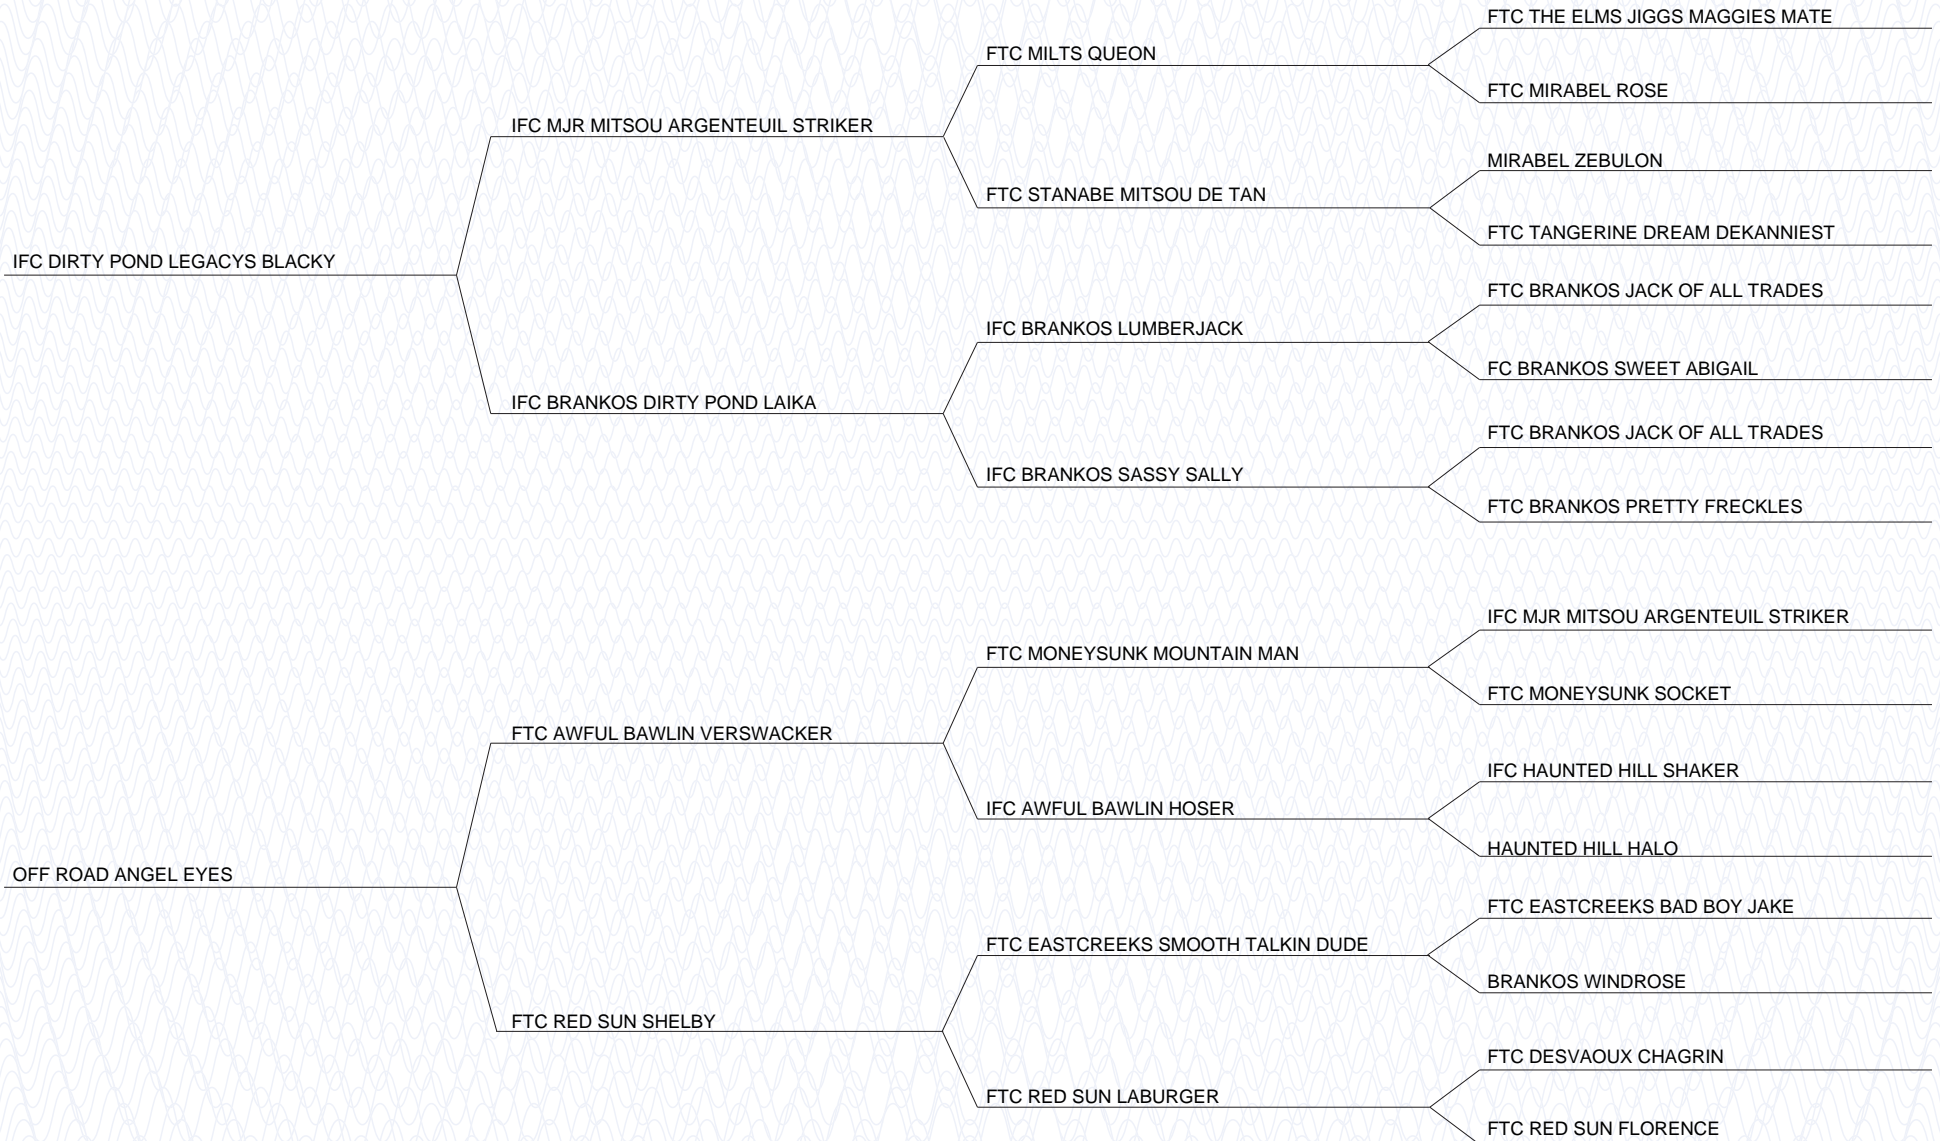 FTC THE ELMS JIGGS MAGGIES MATE
FTC MILTS QUEON
FTC MIRABEL ROSE
IFC MJR MITSOU ARGENTEUIL STRIKER
MIRABEL ZEBULON
FTC STANABE MITSOU DE TAN
FTC TANGERINE DREAM DEKANNIEST
IFC DIRTY POND LEGACYS BLACKY
FTC BRANKOS JACK OF ALL TRADES
IFC BRANKOS LUMBERJACK
FC BRANKOS SWEET ABIGAIL
IFC BRANKOS DIRTY POND LAIKA
FTC BRANKOS JACK OF ALL TRADES
IFC BRANKOS SASSY SALLY
FTC BRANKOS PRETTY FRECKLES
IFC MJR MITSOU ARGENTEUIL STRIKER
FTC MONEYSUNK MOUNTAIN MAN
FTC MONEYSUNK SOCKET
FTC AWFUL BAWLIN VERSWACKER
IFC HAUNTED HILL SHAKER
IFC AWFUL BAWLIN HOSER
HAUNTED HILL HALO
OFF ROAD ANGEL EYES
FTC EASTCREEKS BAD BOY JAKE
FTC EASTCREEKS SMOOTH TALKIN DUDE
BRANKOS WINDROSE
FTC RED SUN SHELBY
FTC DESVAOUX CHAGRIN
FTC RED SUN LABURGER
FTC RED SUN FLORENCE